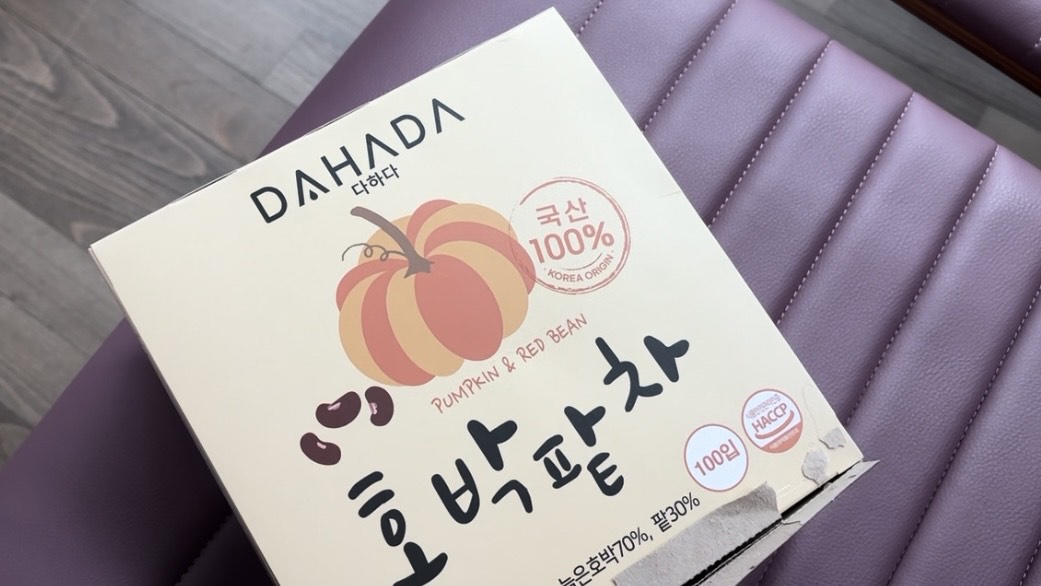 DAHADA
다하다
국산
100%
KOREA ORIGIN
PUMPKIN & RED BEAN
호박팥차
100입
HACCP
늙은호박70%, 팥30%